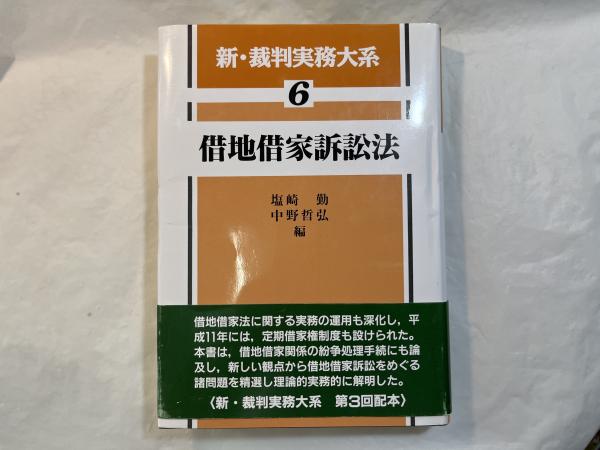 新・裁判実務大系
6
借地借家訴訟法
塩崎 勤
中野哲弘
編
借地借家法に関する実務の運用も深化し，平
成11年には，定期借家権制度も設けられた。
本書は，借地借家関係の紛争処理手続にも論
及し，新しい観点から借地借家訴訟をめぐる
諸問題を精選し理論的実務的に解明した。
〈新・裁判実務大系 第3回配本〉